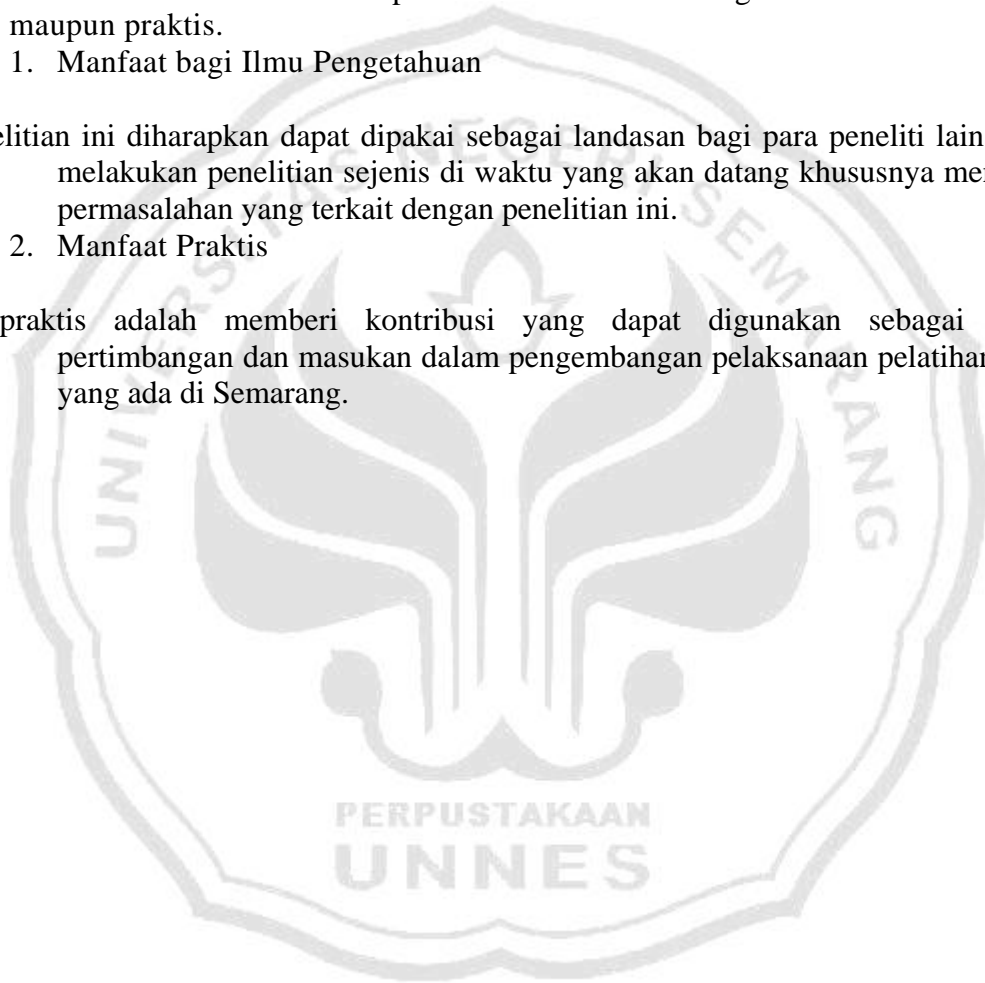 maupun praktis.
1. Manfaat bagi Ilmu Pengetahuan
elitian ini diharapkan dapat dipakai sebagai landasan bagi para peneliti lain
melakukan penelitian sejenis di waktu yang akan datang khususnya
permasalahan yang terkait dengan penelitian ini.
2. Manfaat Praktis
praktis adalah memberi kontribusi yang dapat digunakan sebagai
pertimbangan dan masukan dalam pengembangan pelaksanaan pelatihan
yang ada di Semarang.
UNIVERSITAS NEGERI SEMARANG
PERPUSTAKAAN
UNNES